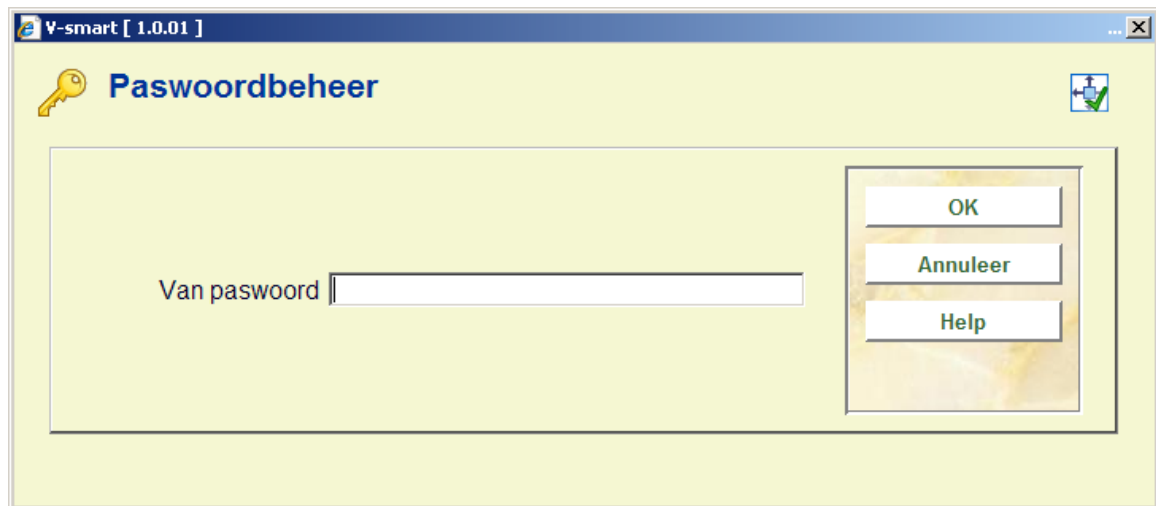 V-smart [ 1.0.01 ]
...
Paswoordbeheer
OK
Annuleer
Van paswoord
Help